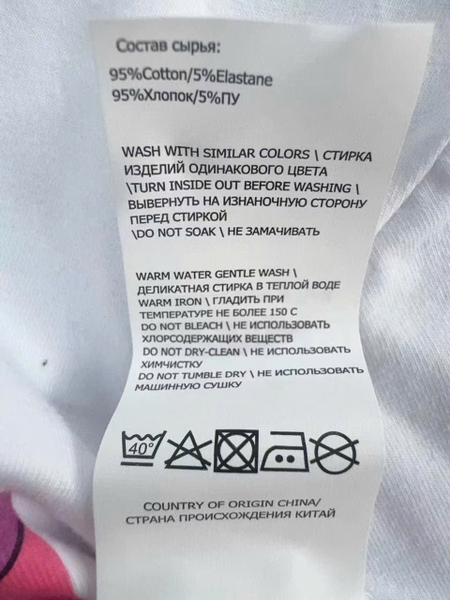 Состав сырья:
95%Cotton/5%Elastane
95%Хлопок/5%ПУ
WASH WITH SIMILAR COLORS \ СТИРКА
ИЗДЕЛИЙ ОДИНАКОВОГО ЦВЕТА
\TURN INSIDE OUT BEFORE WASHING \
ВЫВЕРНУТЬ НА ИЗНАНОЧНУЮ СТОРОНУ
ПЕРЕД СТИРКОЙ
\DO NOT SOAK \ НЕ ЗАМАЧИВАТЬ
WARM WATER GENTLE WASH \
ДЕЛИКАТНАЯ СТИРКА В ТЕПЛОЙ ВОДЕ
WARM IRON \ ГЛАДИТЬ ПРИ
ТЕМПЕРАТУРЕ НЕ БОЛЕЕ 150 С
DO NOT BLEACH \ НЕ ИСПОЛЬЗОВАТЬ
ХЛОРСОДЕРЖАЩИХ ВЕЩЕСТВ
DO NOT DRY-CLEAN \ НЕ ИСПОЛЬЗОВАТЬ
ХИМЧИСТКУ
DO NOT TUMBLE DRY \ НЕ ИСПОЛЬЗОВАТЬ
МАШИННУЮ СУШКУ
40°
COUNTRY OF ORIGIN CHINA/
СТРАНА ПРОИСХОЖДЕНИЯ КИТАЙ